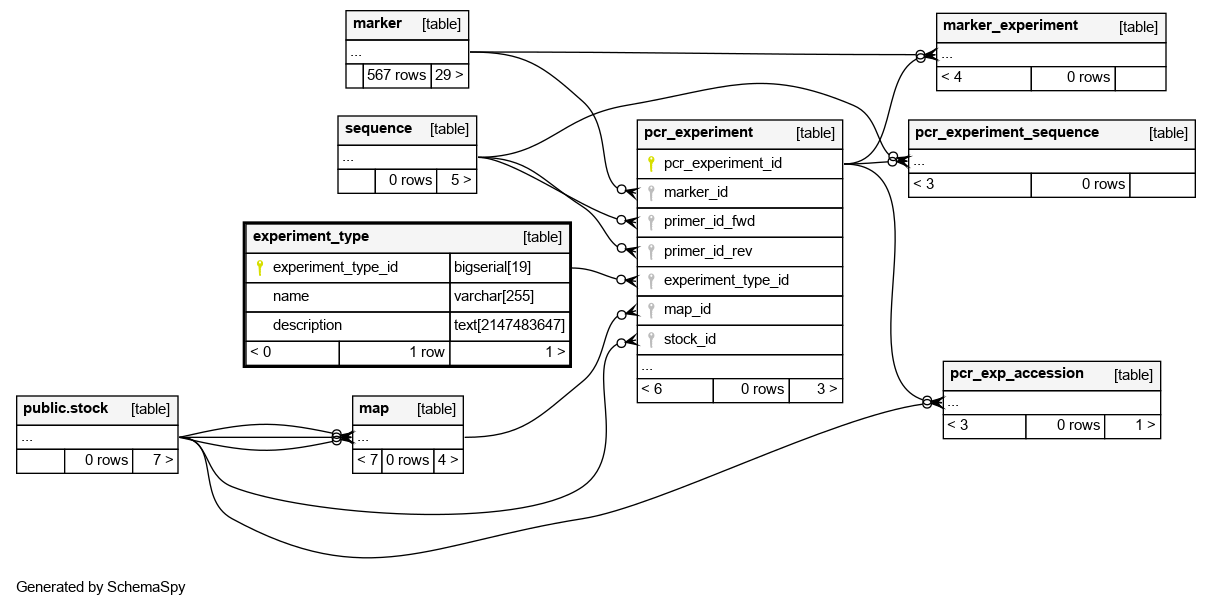 marker [table]
...
567 rows 29 >
marker_experiment [table]
...
< 4 0 rows
sequence [table]
...
0 rows 5 >
pcr_experiment [table]
pcr_experiment_id
marker_id
primer_id_fwd
primer_id_rev
experiment_type_id
map_id
stock_id
...
< 6 0 rows 3 >
pcr_experiment_sequence [table]
...
< 3 0 rows
experiment_type [table]
experiment_type_id bigserial[19]
name varchar[255]
description text[2147483647]
< 0 1 row 1 >
pcr_exp_accession [table]
...
< 3 0 rows 1 >
public.stock [table]
...
0 rows 7 >
map [table]
...
< 7 0 rows 4 >
Generated by SchemaSpy